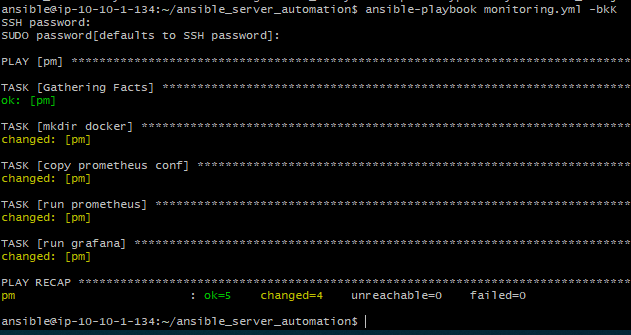 ansible@ip-10-10-1-134:~/ansible_server_automation$ ansible-playbook monitoring.yml -bkK
SSH password:
SUDO password[defaults to SSH password]:
PLAY [pm] *******************************************************************************
TASK [Gathering Facts] ******************************************************************
ok: [pm]
TASK [mkdir docker] *********************************************************************
changed: [pm]
TASK [copy prometheus conf] *************************************************************
changed: [pm]
TASK [run prometheus] *******************************************************************
changed: [pm]
TASK [run grafana] **********************************************************************
changed: [pm]
PLAY RECAP ******************************************************************************
pm                         : ok=5    changed=4    unreachable=0    failed=0
ansible@ip-10-10-1-134:~/ansible_server_automation$